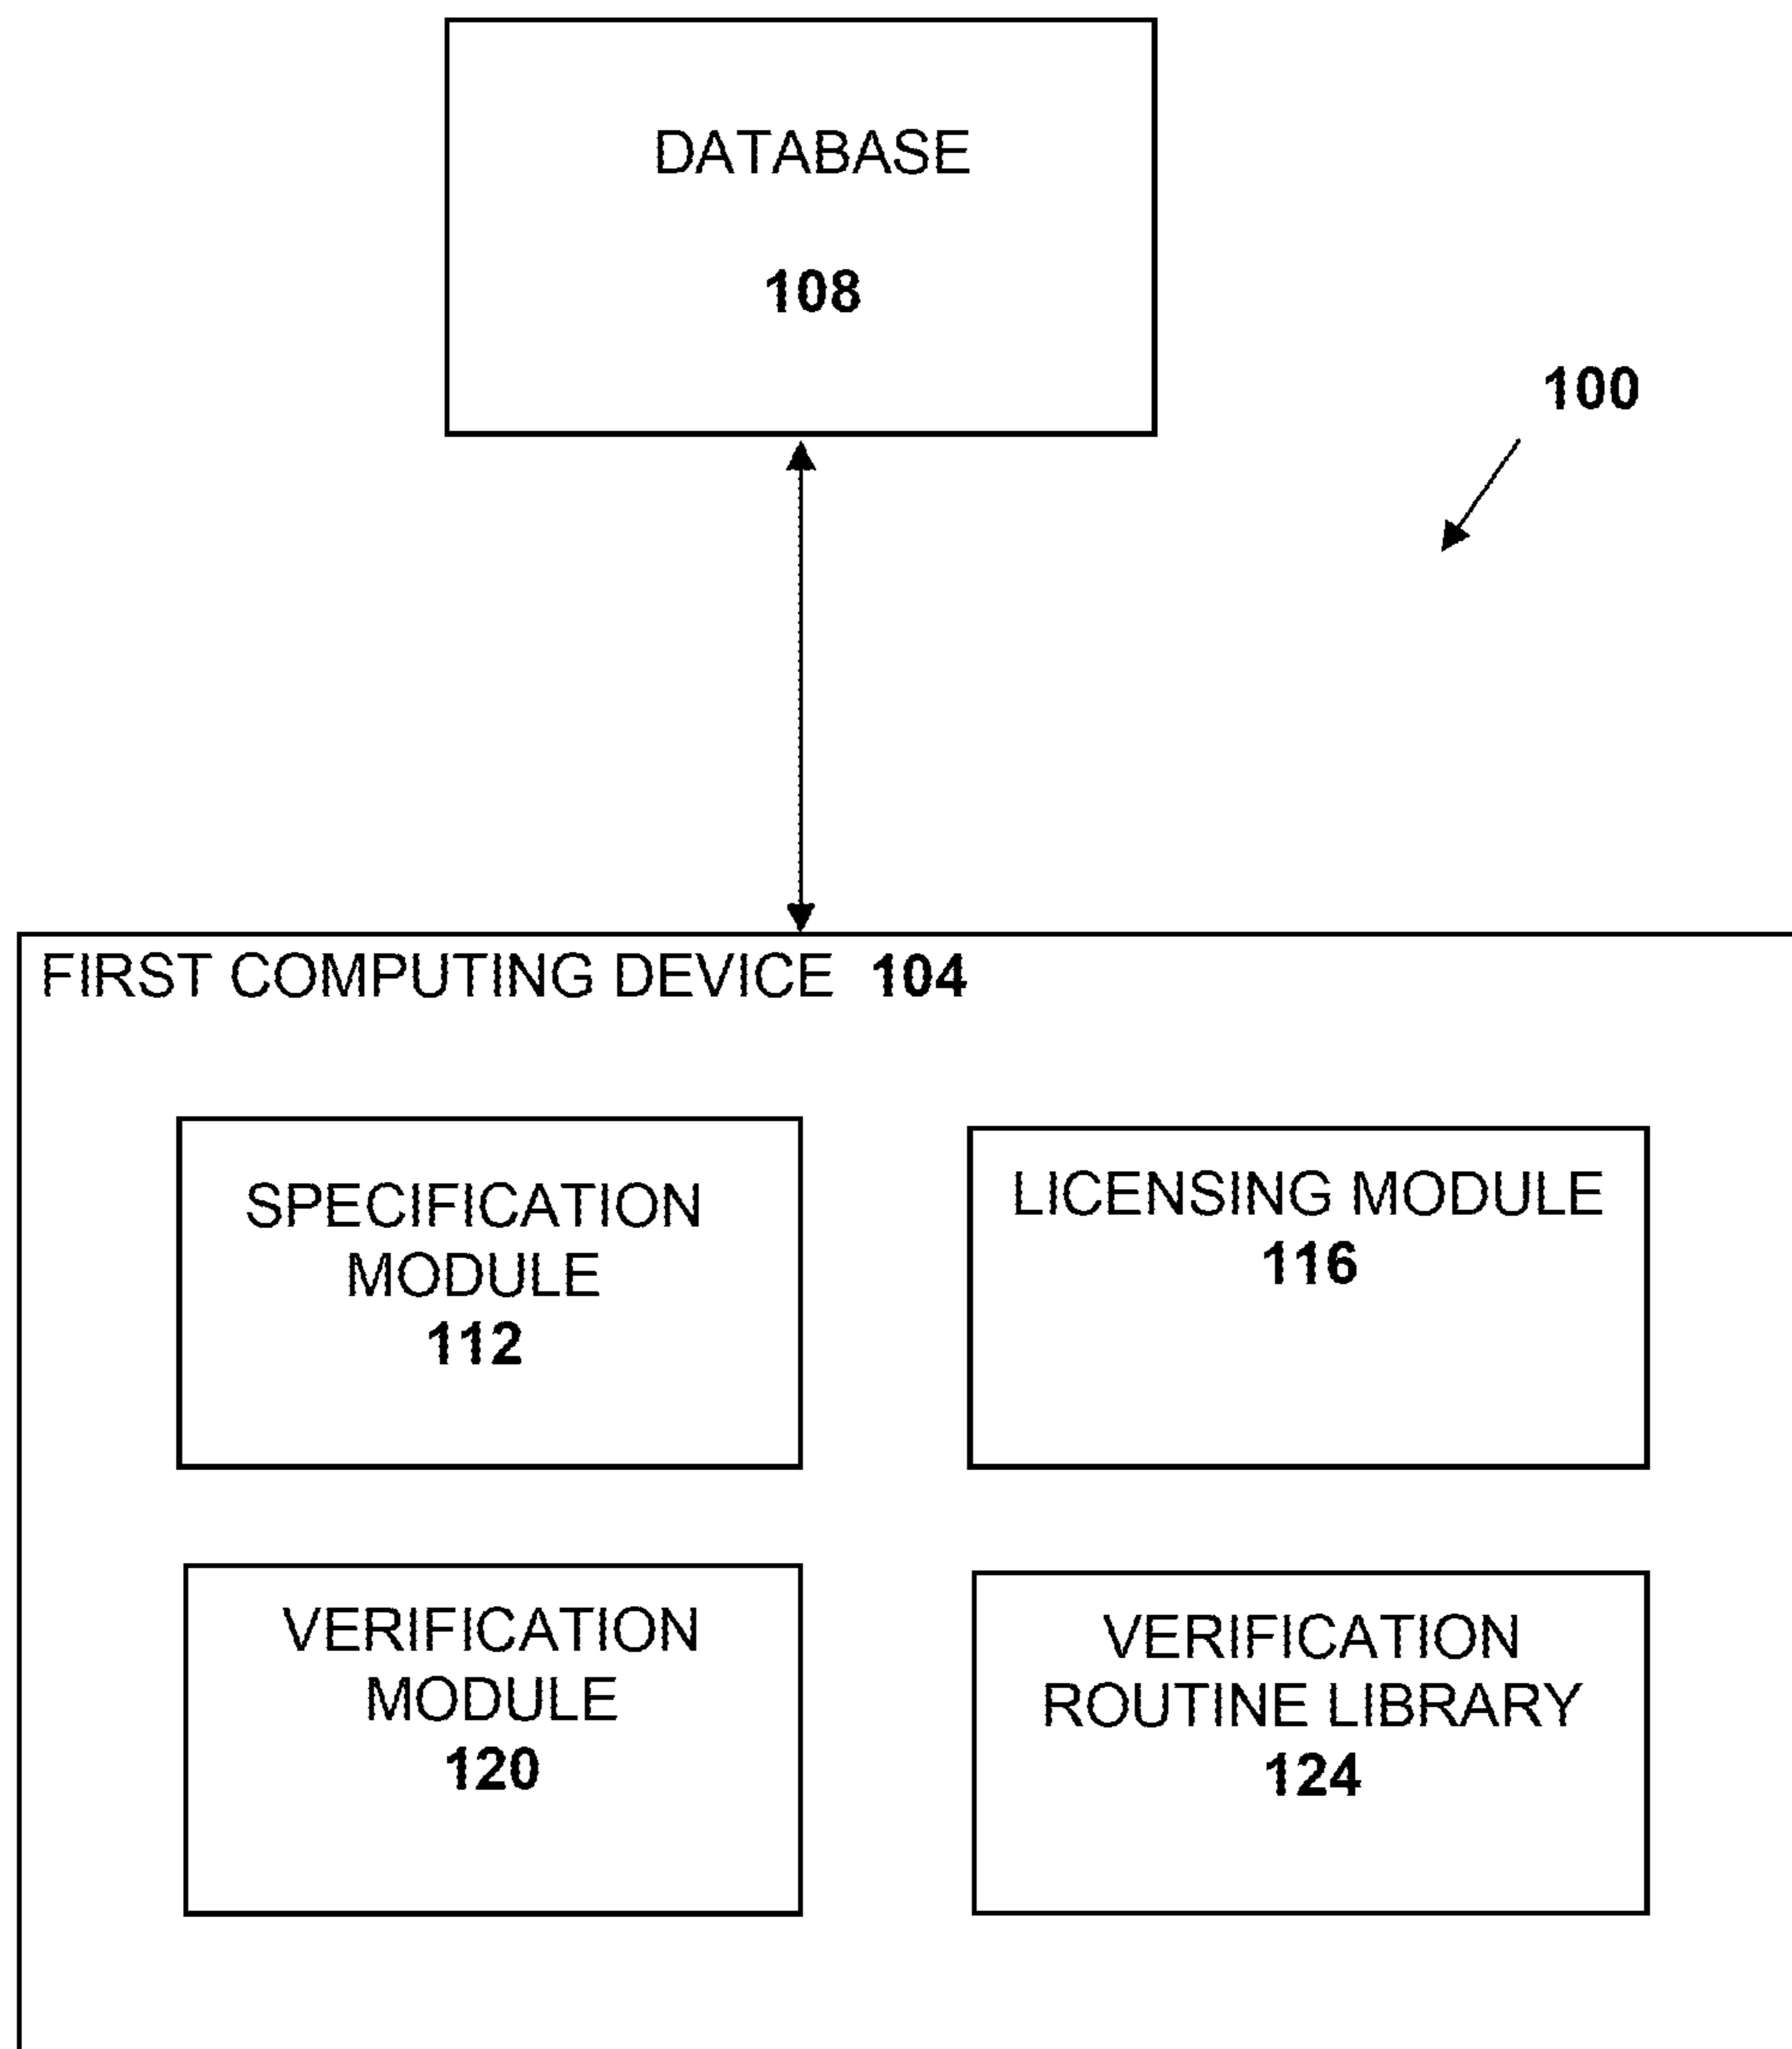 DATABASE
108
100
FIRST COMPUTING DEVICE 104
SPECIFICATION
MODULE
112
LICENSING MODULE
116
VERIFICATION
MODULE
120
VERIFICATION
ROUTINE LIBRARY
124